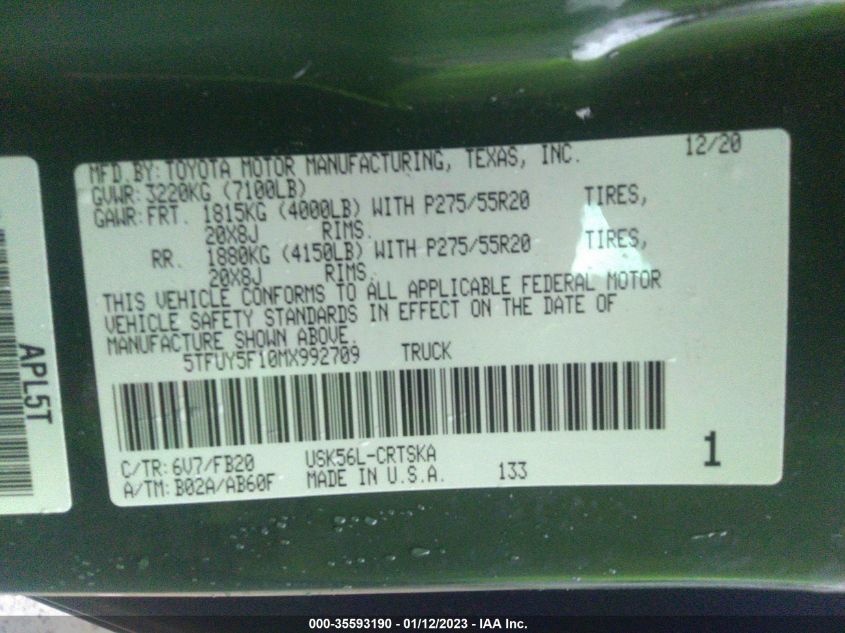 MFD.BY: TOYOTA MOTOR MANUFACTURING, TEXAS, INC. 12/20
GVWR: 3220KG (7100LB)
GAWR: FRT. 1815KG (4000LB) WITH P275/55R20 TIRES,
20X8J RIMS.
RR. 1880KG (4150LB) WITH P275/55R20 TIRES,
20X8J RIMS.
THIS VEHICLE CONFORMS TO ALL APPLICABLE FEDERAL MOTOR
VEHICLE SAFETY STANDARDS IN EFFECT ON THE DATE OF
MANUFACTURE SHOWN ABOVE.
5TFUY5F10MX992709 TRUCK
C/TR: 6V7/FB20 USK56L-CRTSKA
A/TM: B02A/AB60F MADE IN U.S.A. 133
1
APL5T
000-35593190 - 01/12/2023 - IAA Inc.